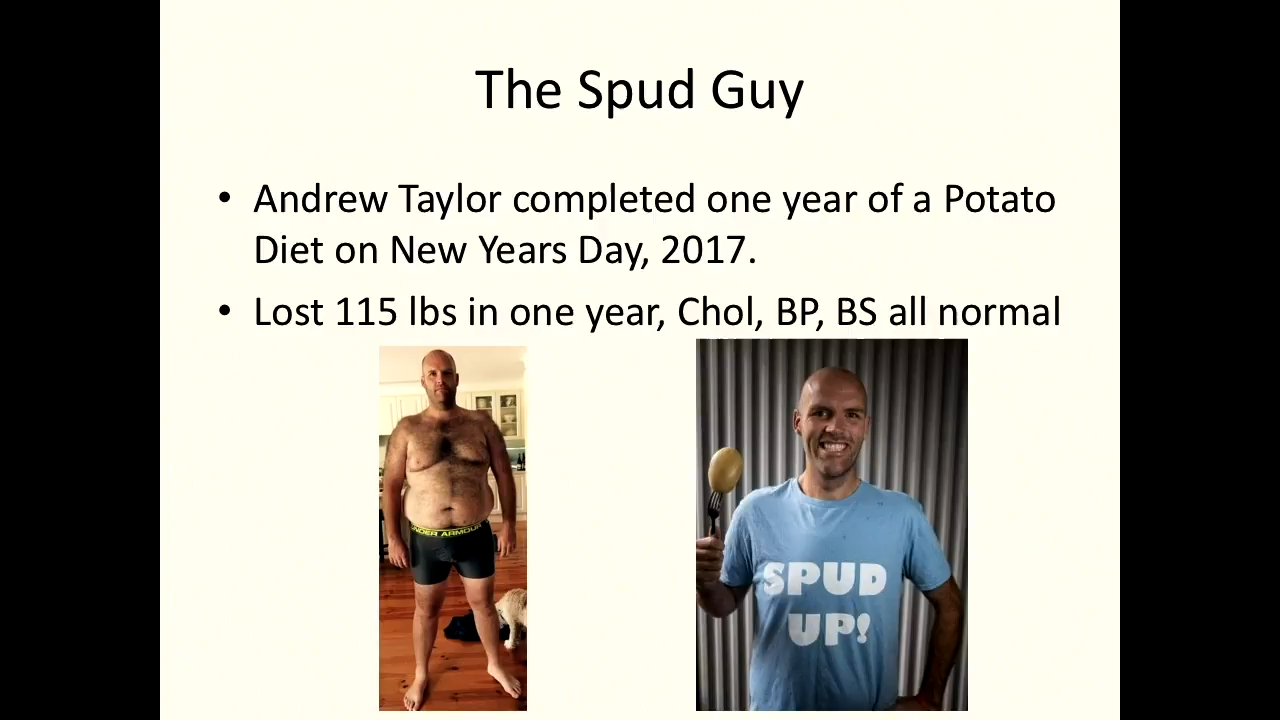 The Spud Guy
• Andrew Taylor completed one year of a Potato
Diet on New Years Day, 2017.
• Lost 115 lbs in one year, Chol, BP, BS all normal
UNDER ARMOUR
SPUD
UP!